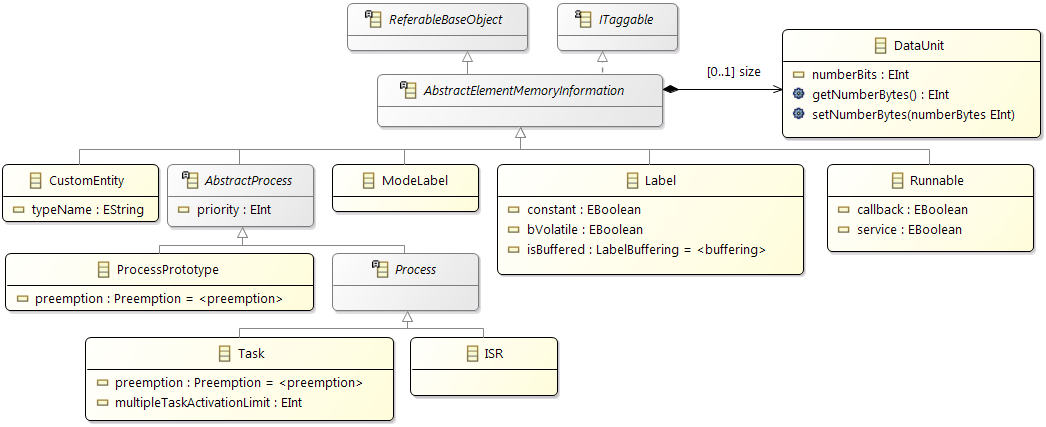 ReferableBaseObject
ITaggable
AbstractElementMemoryInformation
[0..1] size
DataUnit
numberBits : EInt
getNumberBytes() : EInt
setNumberBytes(numberBytes EInt)
CustomEntity
typeName : EString
AbstractProcess
priority : EInt
ModeLabel
Label
constant : EBoolean
bVolatile : EBoolean
isBuffered : LabelBuffering = <buffering>
Runnable
callback : EBoolean
service : EBoolean
ProcessPrototype
preemption : Preemption = <preemption>
Process
Task
preemption : Preemption = <preemption>
multipleTaskActivationLimit : EInt
ISR